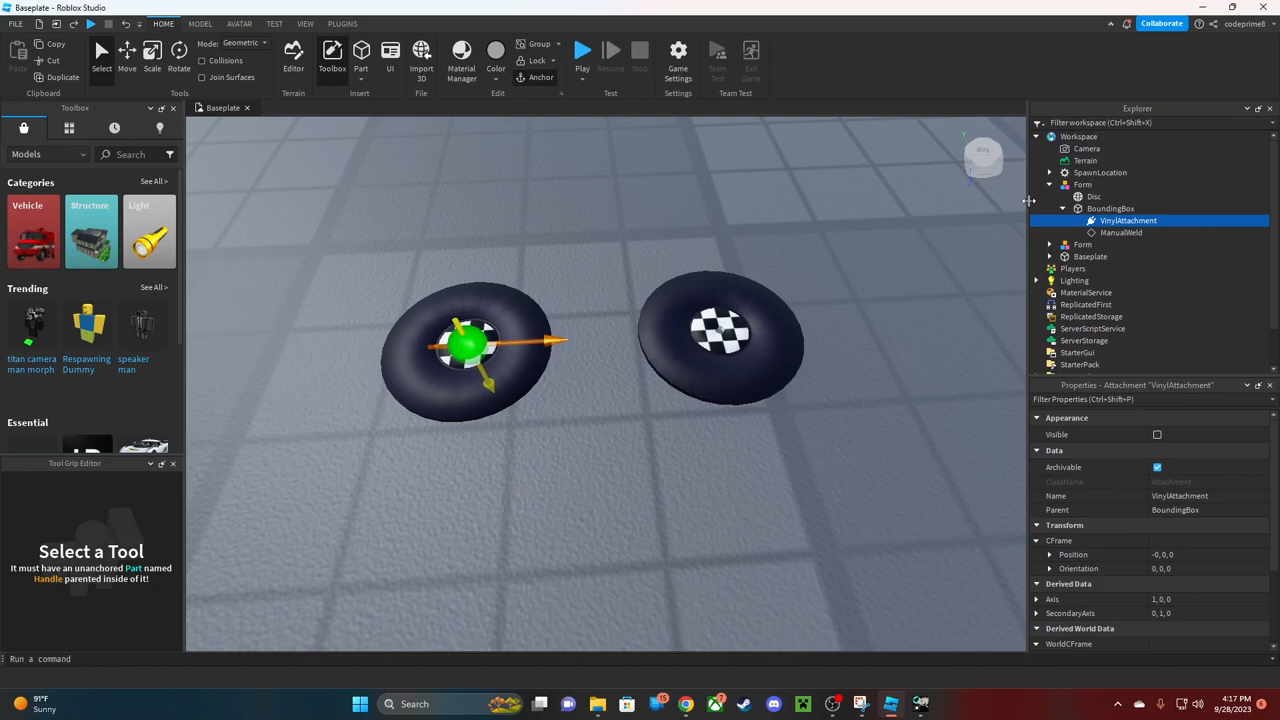 Baseplate - Roblox Studio
FILE HOME MODEL AVATAR TEST VIEW PLUGINS Collaborate codeprime8
Paste Copy Cut Duplicate Select Move Scale Rotate Mode: Geometric Collisions Join Surfaces Editor Toolbox Part UI Import 3D Material Manager Color Group Lock Anchor Play Resume Stop Game Settings Team Test Exit Game
Clipboard Tools Terrain Insert File Edit Test Settings Team Test
Toolbox
Baseplate
Models Search
Categories See All >
Vehicle Structure Light
Trending See All >
titan camera man morph
Respawning Dummy
speaker man
Essential See All >
Tool Grip Editor
Select a Tool
It must have an unanchored Part named
Handle parented inside of it!
Explorer
Filter workspace (Ctrl+Shift+X)
Workspace
Camera
Terrain
SpawnLocation
Form
Disc
BoundingBox
VinylAttachment
ManualWeld
Form
Baseplate
Players
Lighting
MaterialService
ReplicatedFirst
ReplicatedStorage
ServerScriptService
ServerStorage
StarterGui
StarterPack
Properties - Attachment "VinylAttachment"
Filter Properties (Ctrl+Shift+P)
Appearance
Visible
Data
Archivable
ClassName Attachment
Name VinylAttachment
Parent BoundingBox
Transform
CFrame
Position -0, 0, 0
Orientation 0, 0, 0
Derived Data
Axis 1, 0, 0
SecondaryAxis 0, 1, 0
Derived World Data
WorldCFrame
Run a command
91°F
Sunny
Search
15
7
4:17 PM
9/28/2023